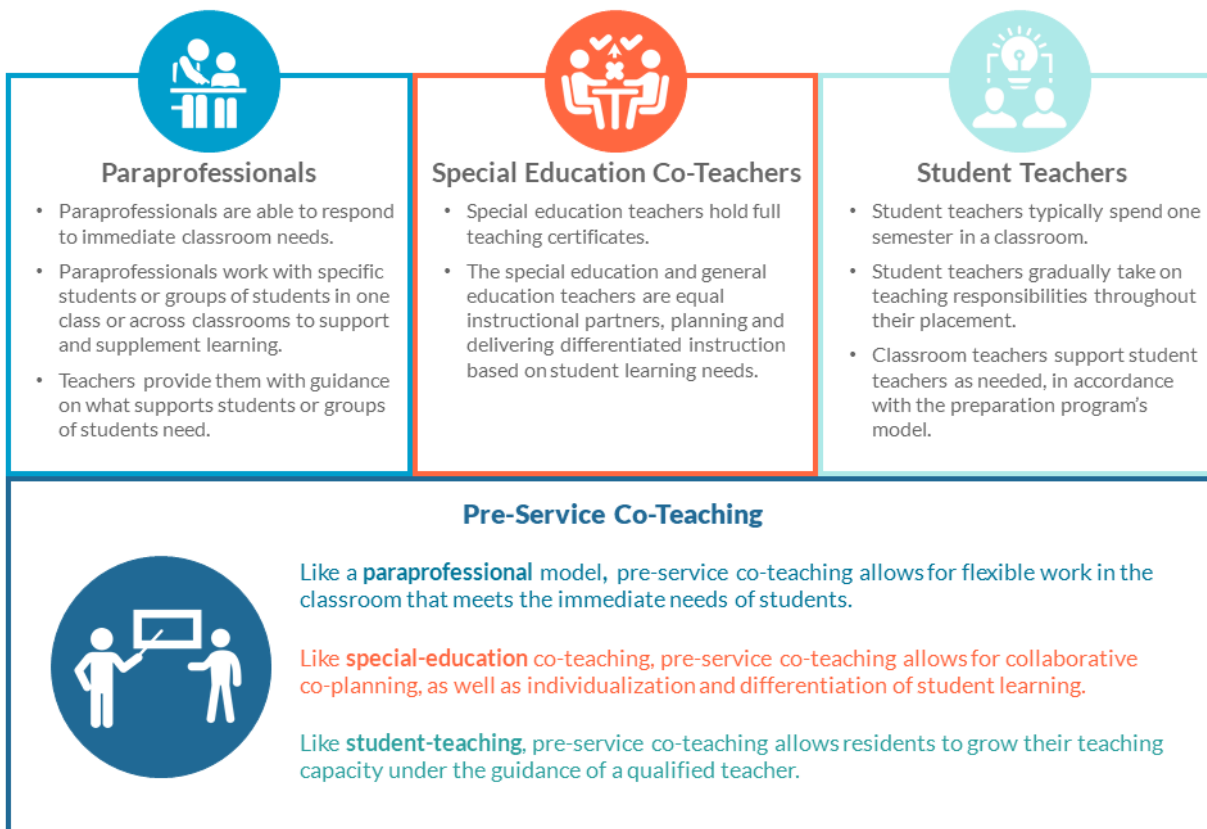 Paraprofessionals
• Paraprofessionals are able to respond
to immediate classroom needs.
• Paraprofessionals work with specific
students or groups of students in one
class or across classrooms to support
and supplement learning.
• Teachers provide them with guidance
on what supports students or groups
of students need.
Special Education Co-Teachers
• Special education teachers hold full
teaching certificates.
• The special education and general
education teachers are equal
instructional partners, planning and
delivering differentiated instruction
based on student learning needs.
Student Teachers
• Student teachers typically spend one
semester in a classroom.
• Student teachers gradually take on
teaching responsibilities throughout
their placement.
• Classroom teachers support student
teachers as needed, in accordance
with the preparation program's
model.
Pre-Service Co-Teaching
Like a paraprofessional model, pre-service co-teaching allows for flexible work in the
classroom that meets the immediate needs of students.
Like special-education co-teaching, pre-service co-teaching allows for collaborative
co-planning, as well as individualization and differentiation of student learning.
Like student-teaching, pre-service co-teaching allows residents to grow their teaching
capacity under the guidance of a qualified teacher.